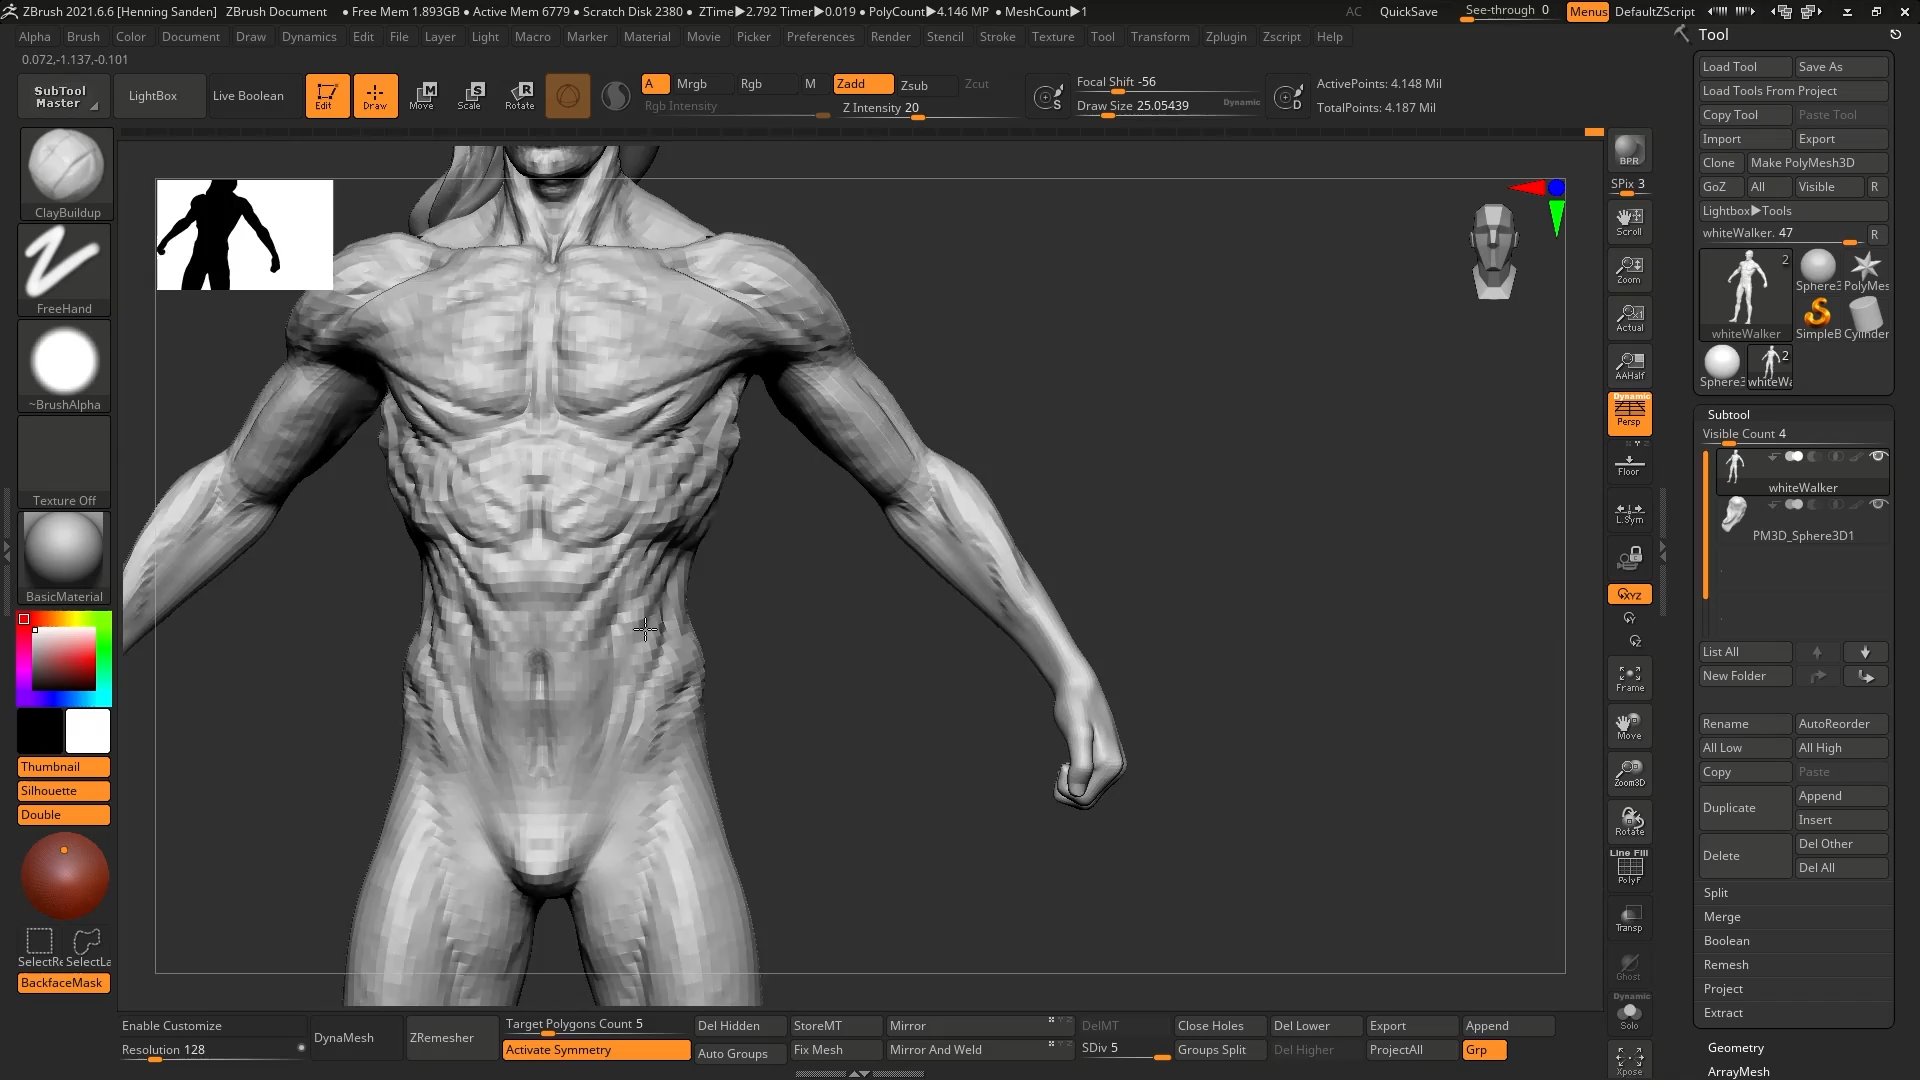 ZBrush 2021.6.6 [Henning Sanden] ZBrush Document • Free Mem 1.893GB • Active Mem 6779 • Scratch Disk 2380 • ZTime▶2.792 Timer▶0.019 • PolyCount▶4.146 MP • MeshCount▶1 AC QuickSave See-through 0 Menus DefaultZScript
Alpha Brush Color Document Draw Dynamics Edit File Layer Light Macro Marker Material Movie Picker Preferences Render Stencil Stroke Texture Tool Transform Zplugin Zscript Help
0.072,-1.137,-0.101
SubTool Master
LightBox
Live Boolean
Edit
Draw
Move
Scale
Rotate
A Mrgb Rgb M Zadd Zsub Zcut
Rgb Intensity Z Intensity 20
S
Focal Shift -56
Draw Size 25.05439 Dynamic
D
ActivePoints: 4.148 Mil
TotalPoints: 4.187 Mil
ClayBuildup
FreeHand
~BrushAlpha
Texture Off
BasicMaterial
Thumbnail
Silhouette
Double
SelectRe SelectLa
BackfaceMask
BPR
SPix 3
Scroll
Zoom
Actual
AAHalf
Dynamic
Persp
Floor
L.Sym
XYZ
Y
Z
Frame
Move
Zoom3D
Rotate
Line Fill
PolyF
Transp
Ghost
Dynamic
Solo
Xpose
Tool
Load Tool Save As
Load Tools From Project
Copy Tool Paste Tool
Import Export
Clone Make PolyMesh3D
GoZ All Visible R
Lightbox▶Tools
whiteWalker. 47 R
2
Sphere3 PolyMes
whiteWalker SimpleB Cylinder
2
Sphere3 whiteWa
Subtool
Visible Count 4
whiteWalker
PM3D_Sphere3D1
List All
New Folder
Rename AutoReorder
All Low All High
Copy Paste
Duplicate Append
Insert
Delete Del Other
Del All
Split
Merge
Boolean
Remesh
Project
Extract
Geometry
ArrayMesh
Enable Customize
Resolution 128
DynaMesh
ZRemesher
Target Polygons Count 5
Activate Symmetry
Del Hidden StoreMT Mirror DelMT Close Holes Del Lower Export Append
Auto Groups Fix Mesh Mirror And Weld SDiv 5 Groups Split Del Higher ProjectAll Grp